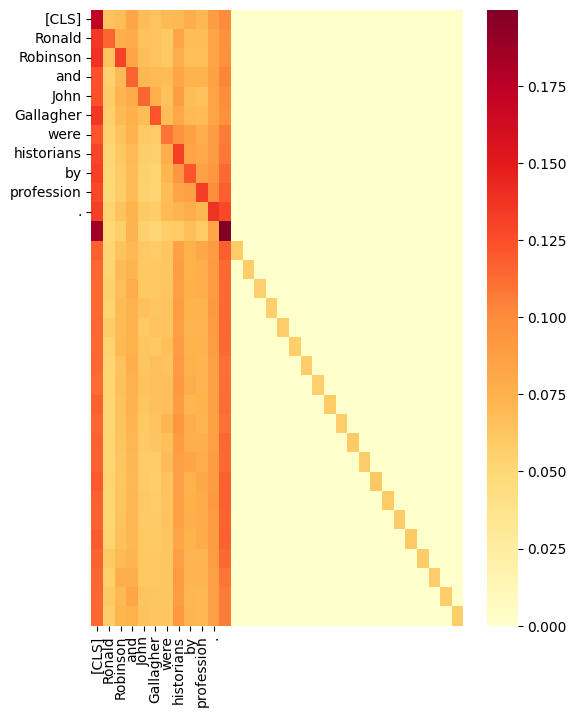 [CLS]
Ronald
Robinson
and
John
Gallagher
were
historians
by
profession
.
[CLS]
Ronald
Robinson
and
John
Gallagher
were
historians
by
profession
.
0.175
0.150
0.125
0.100
0.075
0.050
0.025
0.000